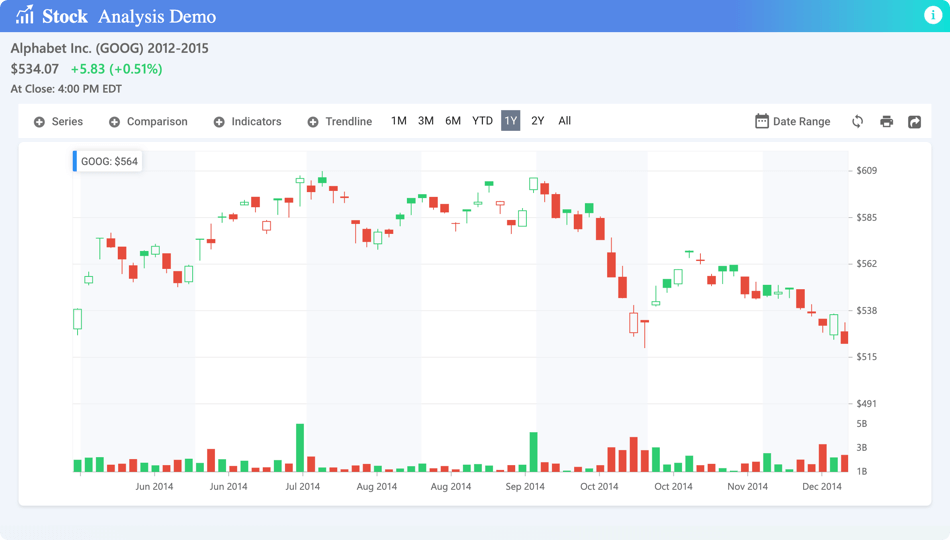 Stock Analysis Demo
Alphabet Inc. (GOOG) 2012-2015
$534.07 +5.83 (+0.51%)
At Close: 4:00 PM EDT
Series Comparison Indicators Trendline 1M 3M 6M YTD 1Y 2Y All Date Range
GOOG: $564
$609
$585
$562
$538
$515
$491
5B
3B
1B
Jun 2014 Jun 2014 Jul 2014 Aug 2014 Aug 2014 Sep 2014 Oct 2014 Oct 2014 Nov 2014 Dec 2014